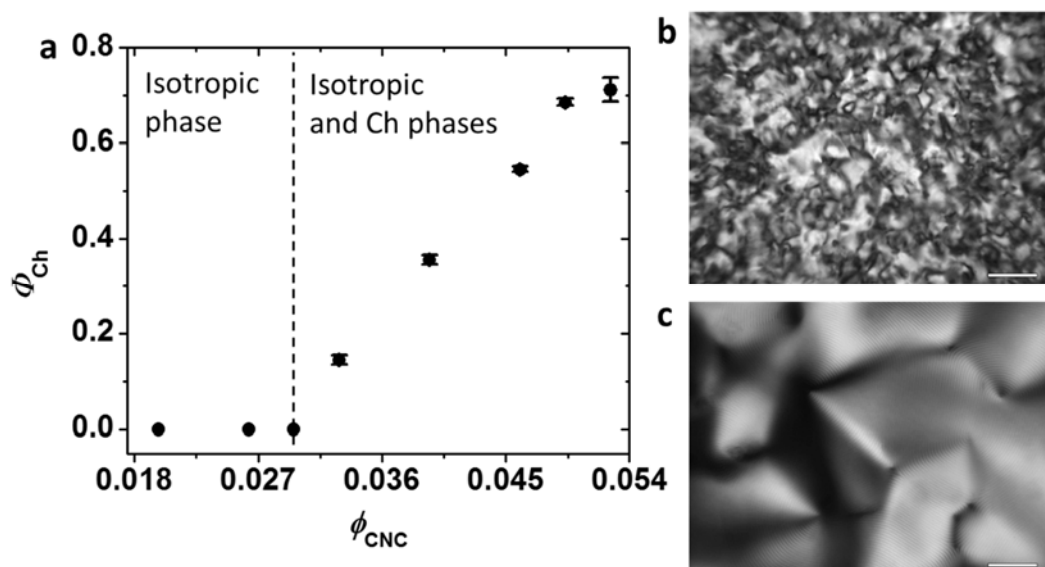 a
0.8
0.6
0.4
0.2
0.0
Φ_Ch
Isotropic
phase
Isotropic
and Ch phases
0.018 0.027 0.036 0.045 0.054
ϕ_CNC
b
c